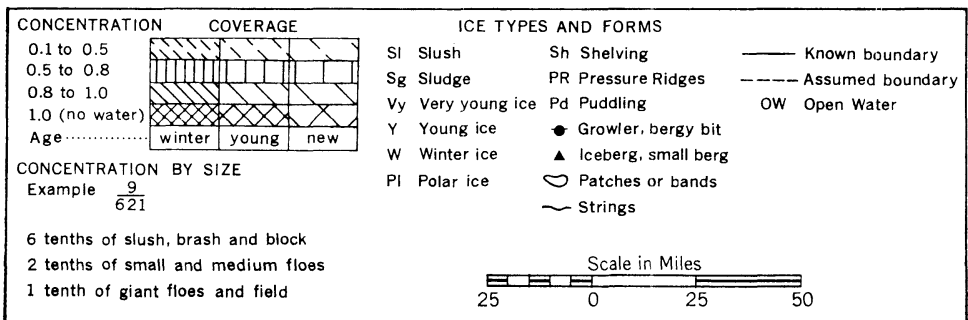 CONCENTRATION COVERAGE
0.1 to 0.5
0.5 to 0.8
0.8 to 1.0
1.0 (no water)
Age ............... winter young new
CONCENTRATION BY SIZE
Example 9/621
6 tenths of slush, brash and block
2 tenths of small and medium floes
1 tenth of giant floes and field
ICE TYPES AND FORMS
Sl Slush
Sg Sludge
Vy Very young ice
Y Young ice
W Winter ice
Pl Polar ice
Sh Shelving
PR Pressure Ridges
Pd Puddling
Growler, bergy bit
Iceberg, small berg
Patches or bands
Strings
Known boundary
Assumed boundary
OW Open Water
Scale in Miles
25 0 25 50